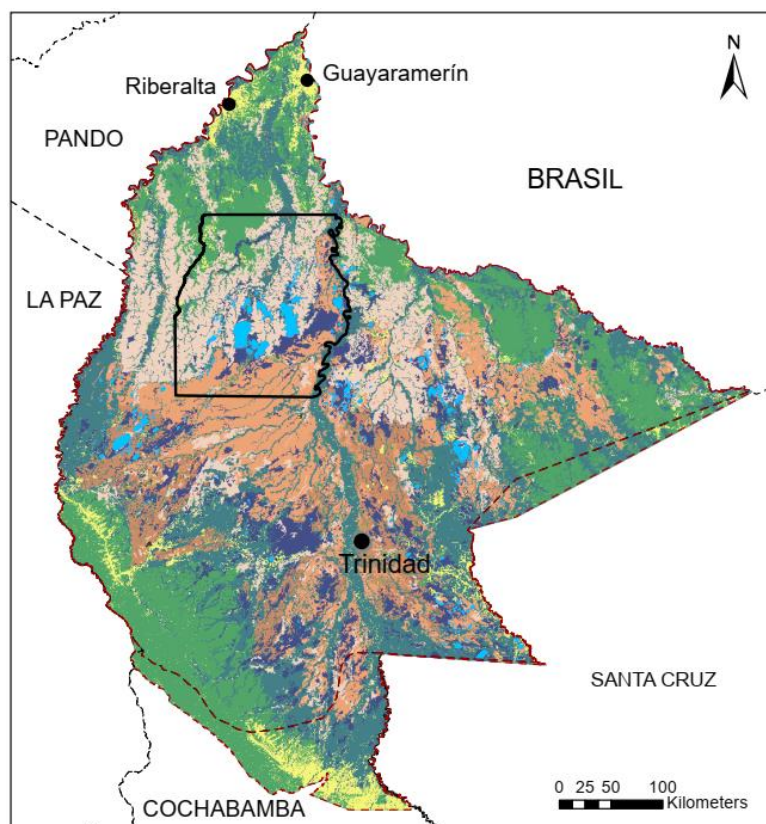 Riberalta
Guayaramerín
N
PANDO
BRASIL
LA PAZ
Trinidad
SANTA CRUZ
0 25 50 100
Kilometers
COCHABAMBA